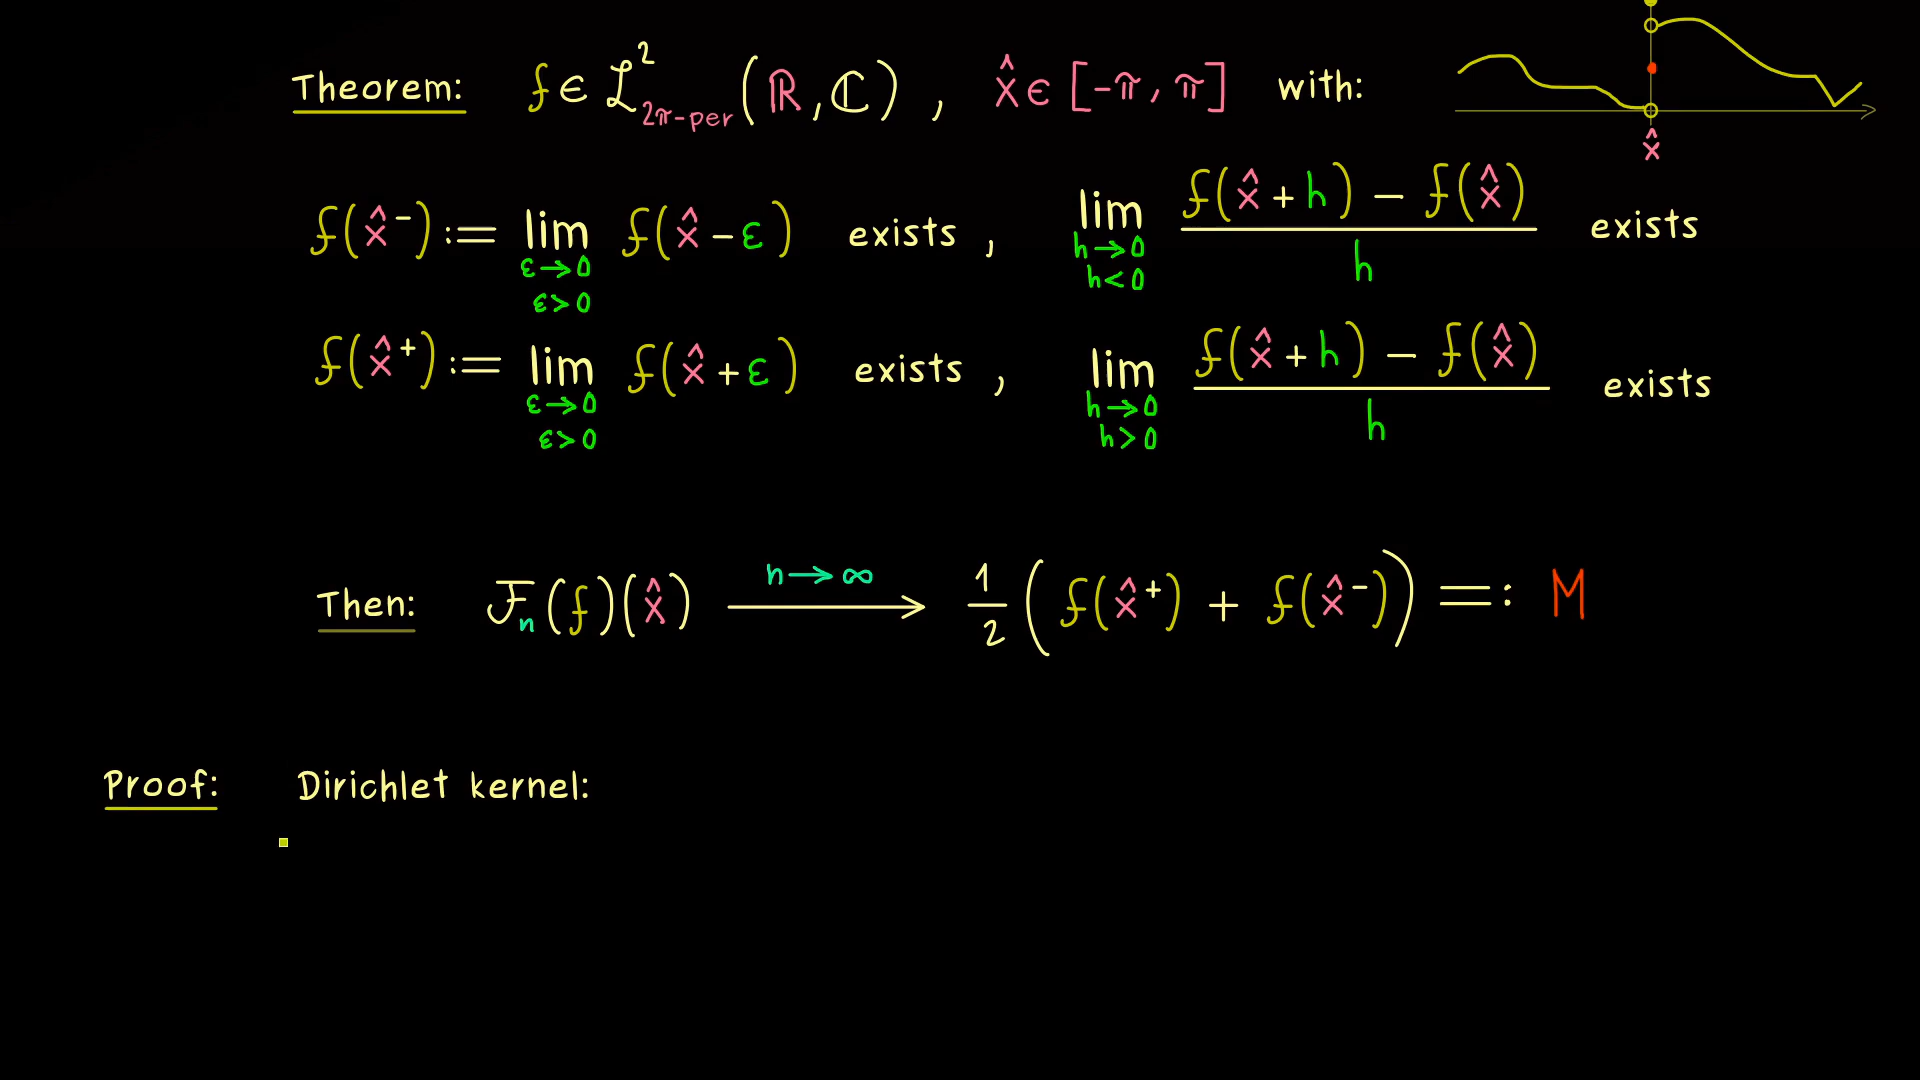 Theorem: f ∈ ℒ²_{2π-per}(ℝ, ℂ) , x̂ ∈ [-π, π] with:
x̂
f(x̂⁻) := lim_{ε→0 ε>0} f(x̂ - ε) exists , lim_{h→0 h<0} (f(x̂ + h) - f(x̂))/h exists
f(x̂⁺) := lim_{ε→0 ε>0} f(x̂ + ε) exists , lim_{h→0 h>0} (f(x̂ + h) - f(x̂))/h exists
Then: ℱ_n(f)(x̂) —n→∞→ 1/2 (f(x̂⁺) + f(x̂⁻)) =: M
Proof: Dirichlet kernel: